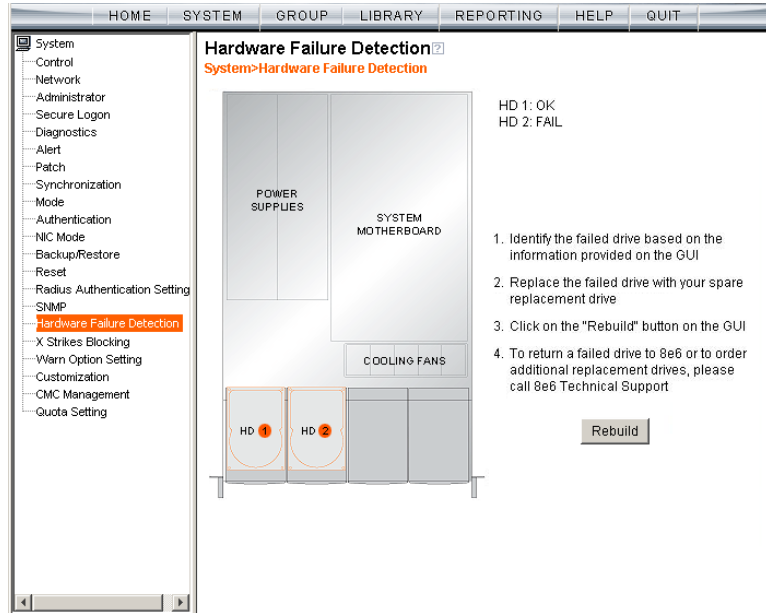 HOME SYSTEM GROUP LIBRARY REPORTING HELP QUIT
System
Control
Network
Administrator
Secure Logon
Diagnostics
Alert
Patch
Synchronization
Mode
Authentication
NIC Mode
Backup/Restore
Reset
Radius Authentication Setting
SNMP
Hardware Failure Detection
X Strikes Blocking
Warn Option Setting
Customization
CMC Management
Quota Setting
Hardware Failure Detection ?
System>Hardware Failure Detection
POWER
SUPPLIES
SYSTEM
MOTHERBOARD
COOLING FANS
HD 1
HD 2
HD 1: OK
HD 2: FAIL
1. Identify the failed drive based on the
information provided on the GUI
2. Replace the failed drive with your spare
replacement drive
3. Click on the "Rebuild" button on the GUI
4. To return a failed drive to 8e6 or to order
additional replacement drives, please
call 8e6 Technical Support
Rebuild